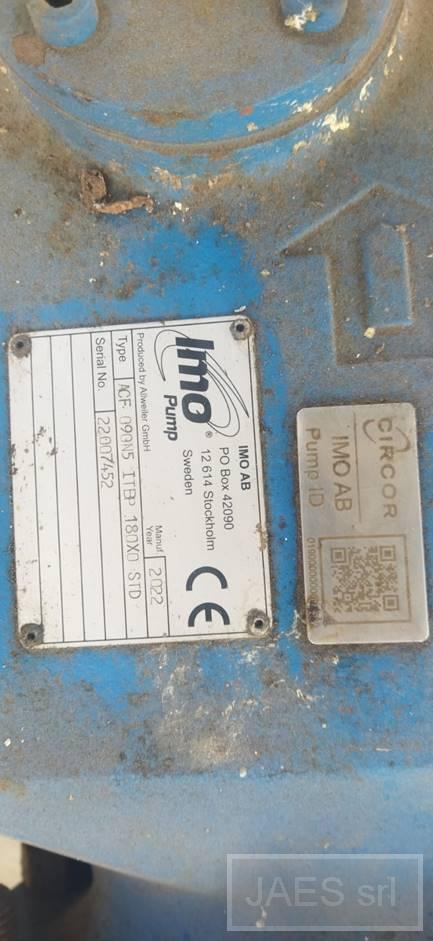 Imo®
Pump
IMO AB
PO Box 42090
12 614 Stockholm
Sweden
CE
Produced by Allweiler GmbH
Manuf
Year
2022
Type ACF 090N5 ITBP 180X0 STD
Serial No. 22007452
CIRCOR
IMO AB
Pump ID
JAES srl